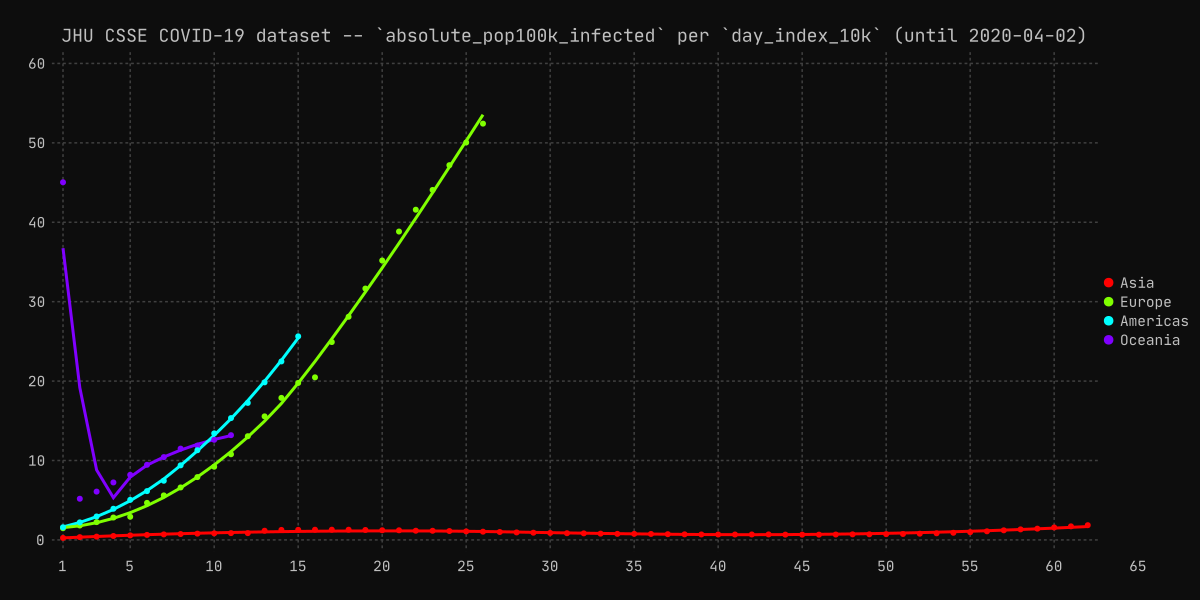 JHU CSSE COVID-19 dataset -- `absolute_pop100k_infected` per `day_index_10k` (until 2020-04-02)
60
50
40
30
20
10
0
1 5 10 15 20 25 30 35 40 45 50 55 60 65
Asia
Europe
Americas
Oceania